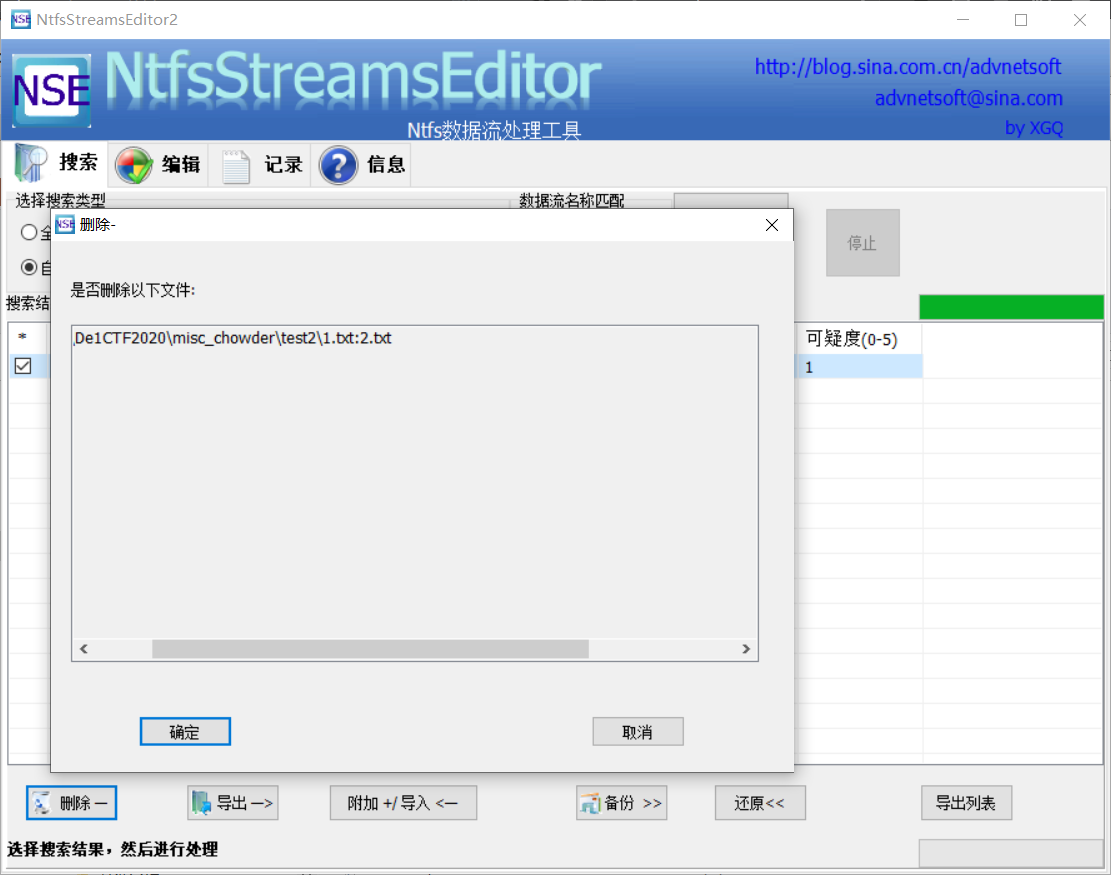 NSE NtfsStreamsEditor2
NSE NtfsStreamsEditor
http://blog.sina.com.cn/advnetsoft
advnetsoft@sina.com
Ntfs数据流处理工具
by XGQ
搜索 编辑 记录 ? 信息
选择搜索类型 数据流名称匹配
NSE 删除-
停止
是否删除以下文件:
搜索结
* 可疑度(0-5)
De1CTF2020\misc_chowder\test2\1.txt:2.txt
1
确定 取消
删除 — 导出 —> 附加 +/ 导入 <— 备份 >> 还原<< 导出列表
选择搜索结果，然后进行处理